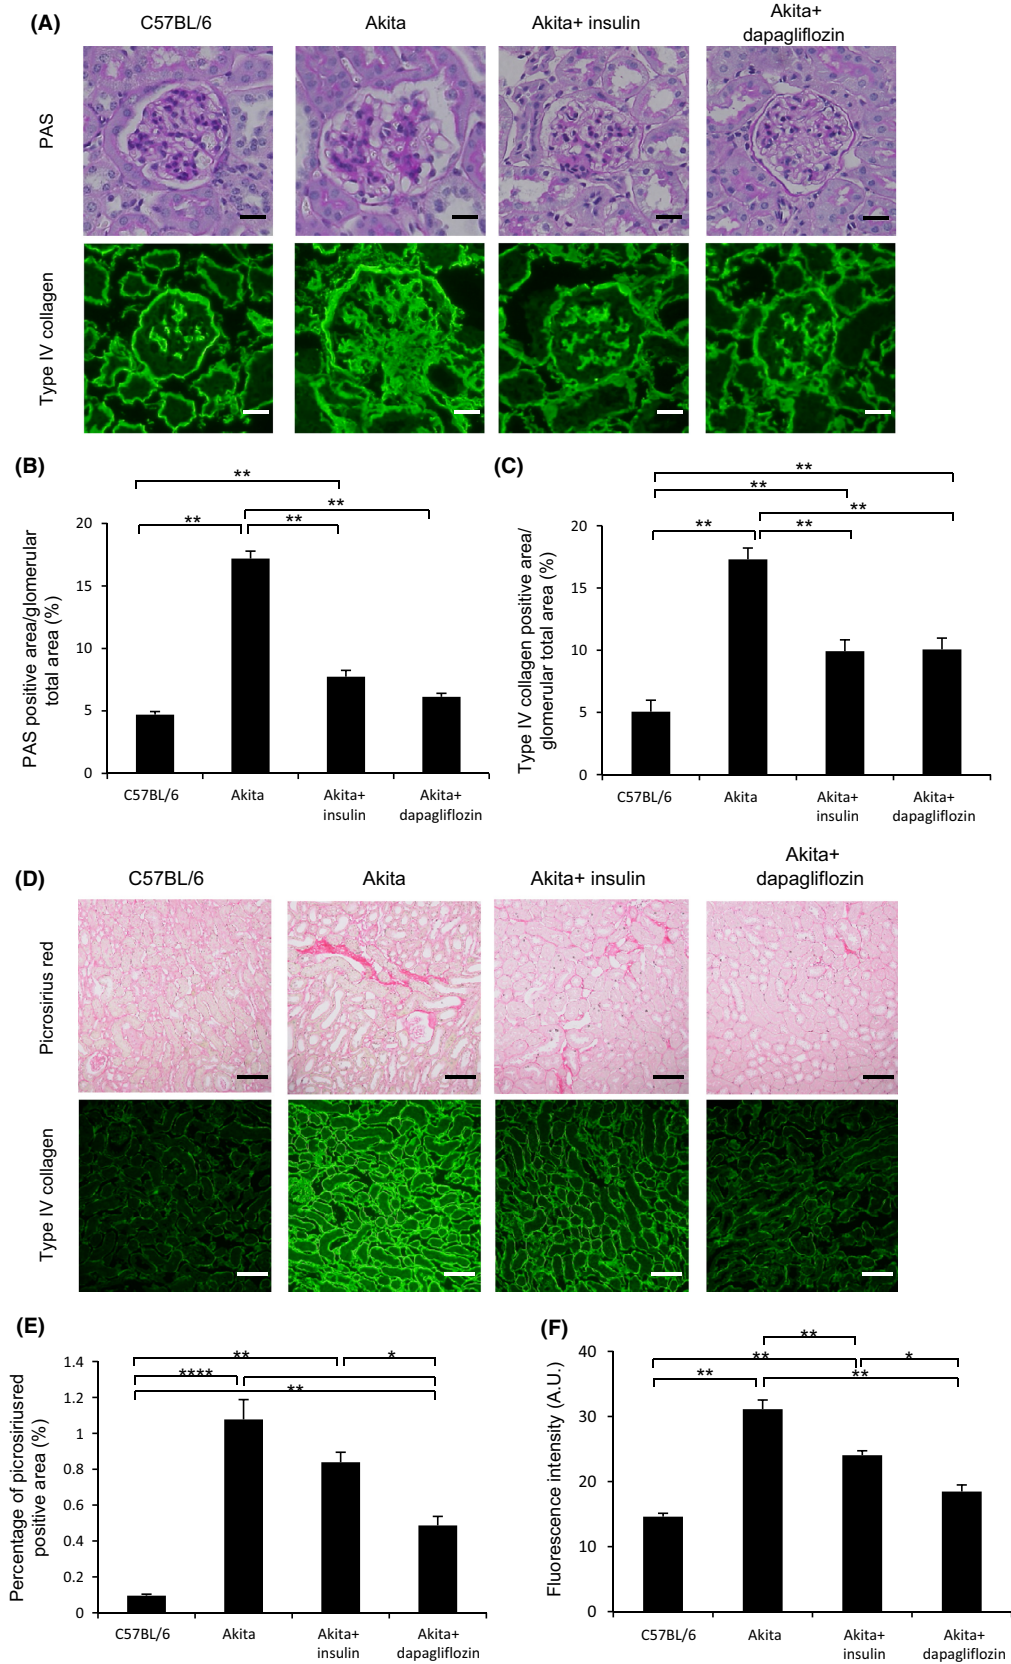 (A)
C57BL/6
Akita
Akita+ insulin
Akita+
dapagliflozin
PAS
Type IV collagen
(B)
**
**
**
**
20
15
10
5
0
PAS positive area/glomerular
total area (%)
C57BL/6
Akita
Akita+
insulin
Akita+
dapagliflozin
(C)
**
**
**
**
**
20
15
10
5
0
Type IV collagen positive area/
glomerular total area (%)
C57BL/6
Akita
Akita+
insulin
Akita+
dapagliflozin
(D)
C57BL/6
Akita
Akita+ insulin
Akita+
dapagliflozin
Picrosirius red
Type IV collagen
(E)
**
*
****
**
1.4
1.2
1
0.8
0.6
0.4
0.2
0
Percentage of picrosiriusred
positive area (%)
C57BL/6
Akita
Akita+
insulin
Akita+
dapagliflozin
(F)
**
**
*
**
**
40
30
20
10
0
Fluorescence intensity (A.U.)
C57BL/6
Akita
Akita+
insulin
Akita+
dapagliflozin